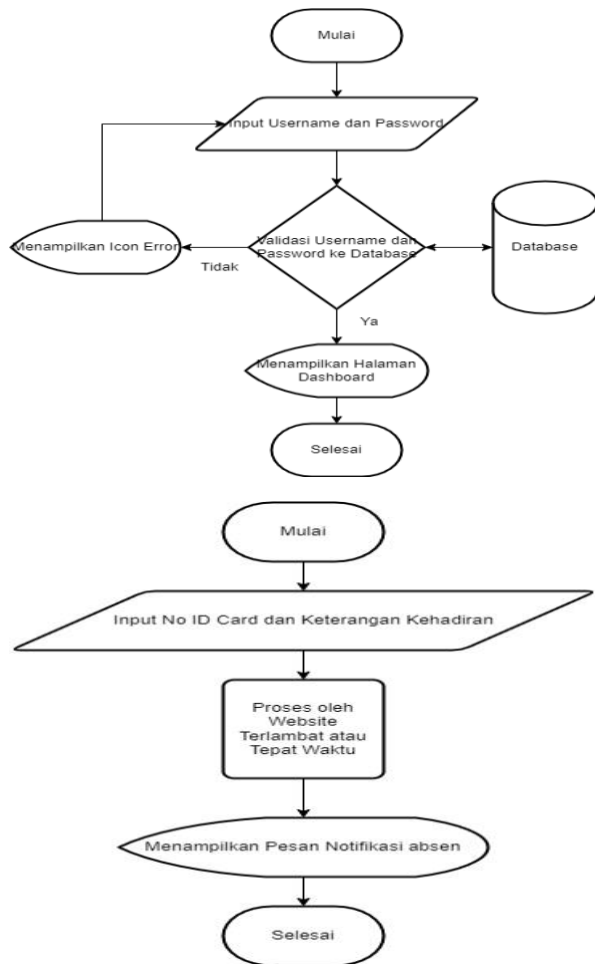 Mulai
Input Username dan Password
Validasi Username dan
Password ke Database
Database
Menampilkan Icon Error
Tidak
Ya
Menampilkan Halaman
Dashboard
Selesai
Mulai
Input No ID Card dan Keterangan Kehadiran
Proses oleh
Website
Terlambat atau
Tepat Waktu
Menampilkan Pesan Notifikasi absen
Selesai